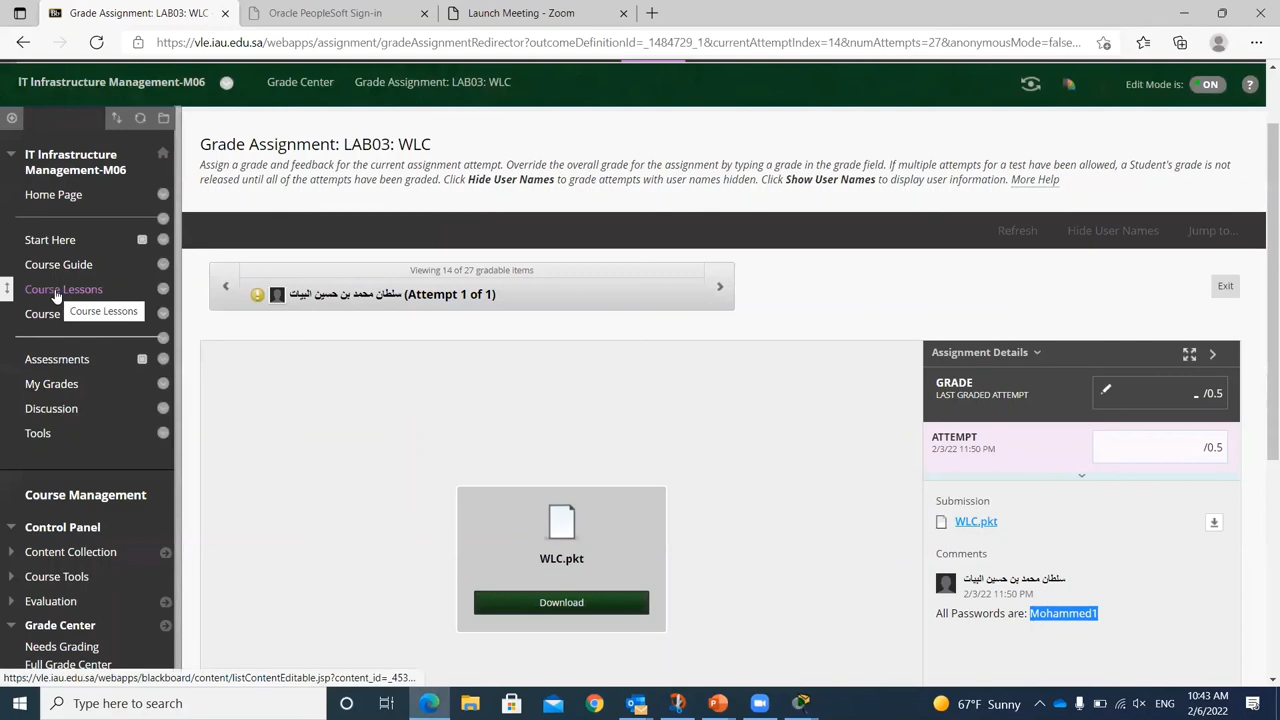 Grade Assignment: LAB03: WLC -
Oracle PeopleSoft Sign-in
Launch Meeting - Zoom
https://vle.iau.edu.sa/webapps/assignment/gradeAssignmentRedirector?outcomeDefinitionId=_1484729_1&currentAttemptIndex=14&numAttempts=27&anonymousMode=false...
IT Infrastructure Management-M06
Grade Center
Grade Assignment: LAB03: WLC
Edit Mode is: ON ?
IT Infrastructure
Management-M06
Home Page
Start Here
Course Guide
Course Lessons
Course
Course Lessons
Assessments
My Grades
Discussion
Tools
Course Management
Control Panel
Content Collection
Course Tools
Evaluation
Grade Center
Needs Grading
Full Grade Center
Grade Assignment: LAB03: WLC
Assign a grade and feedback for the current assignment attempt. Override the overall grade for the assignment by typing a grade in the grade field. If multiple attempts for a test have been allowed, a Student's grade is not
released until all of the attempts have been graded. Click Hide User Names to grade attempts with user names hidden. Click Show User Names to display user information. More Help
Refresh
Hide User Names
Jump to...
Viewing 14 of 27 gradable items
سلطان محمد بن حسين البيات (Attempt 1 of 1)
Exit
WLC.pkt
Download
Assignment Details
GRADE
LAST GRADED ATTEMPT
- /0.5
ATTEMPT
2/3/22 11:50 PM
/0.5
Submission
WLC.pkt
Comments
سلطان محمد بن حسين البيات
2/3/22 11:50 PM
All Passwords are: Mohammed1
https://vle.iau.edu.sa/webapps/blackboard/content/listContentEditable.jsp?content_id=_453...
Type here to search
67°F Sunny
ENG
10:43 AM
2/6/2022